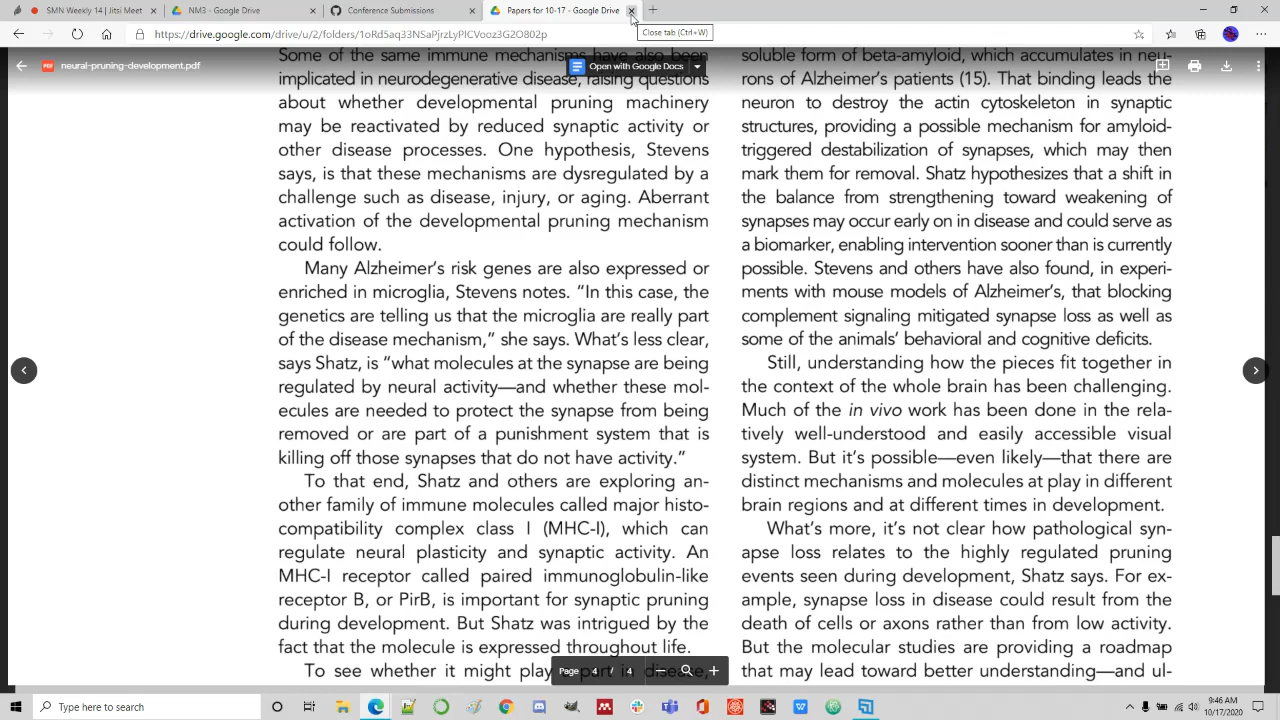 SMN Week 14 | Jitsi Meet
NM3 - Google Drive
Conference Submissions
Papers for 10-17 - Google Drive
Close tab (Ctrl+W)
https://drive.google.com/drive/u/2/folders/1oRd5aq33NSaPjrzLyPICVooz3G2OBc02p
neural-pruning-development.pdf
PDF
Open with Google Docs
Some of the same immune mechanisms have also been
implicated in neurodegenerative disease, raising questions
about whether developmental pruning machinery
may be reactivated by reduced synaptic activity or
other disease processes. One hypothesis, Stevens
says, is that these mechanisms are dysregulated by a
challenge such as disease, injury, or aging. Aberrant
activation of the developmental pruning mechanism
could follow.
Many Alzheimer’s risk genes are also expressed or
enriched in microglia, Stevens notes. “In this case, the
genetics are telling us that the microglia are really part
of the disease mechanism,” she says. What’s less clear,
says Shatz, is “what molecules at the synapse are being
regulated by neural activity—and whether these mol-
ecules are needed to protect the synapse from being
removed or are part of a punishment system that is
killing off those synapses that do not have activity.”
To that end, Shatz and others are exploring an-
other family of immune molecules called major histo-
compatibility complex class I (MHC-I), which can
regulate neural plasticity and synaptic activity. An
MHC-I receptor called paired immunoglobulin-like
receptor B, or PirB, is important for synaptic pruning
during development. But Shatz was intrigued by the
fact that the molecule is expressed throughout life.
To see whether it might play a part in disease,
soluble form of beta-amyloid, which accumulates in neu-
rons of Alzheimer’s patients (15). That binding leads the
neuron to destroy the actin cytoskeleton in synaptic
structures, providing a possible mechanism for amyloid-
triggered destabilization of synapses, which may then
mark them for removal. Shatz hypothesizes that a shift in
the balance from strengthening toward weakening of
synapses may occur early on in disease and could serve as
a biomarker, enabling intervention sooner than is currently
possible. Stevens and others have also found, in experi-
ments with mouse models of Alzheimer’s, that blocking
complement signaling mitigated synapse loss as well as
some of the animals’ behavioral and cognitive deficits.
Still, understanding how the pieces fit together in
the context of the whole brain has been challenging.
Much of the in vivo work has been done in the rela-
tively well-understood and easily accessible visual
system. But it’s possible—even likely—that there are
distinct mechanisms and molecules at play in different
brain regions and at different times in development.
What’s more, it’s not clear how pathological syn-
apse loss relates to the highly regulated pruning
events seen during development, Shatz says. For ex-
ample, synapse loss in disease could result from the
death of cells or axons rather than from low activity.
But the molecular studies are providing a roadmap
that may lead toward better understanding—and ul-
Page 4 / 4
Type here to search
9:46 AM
10/17/2020